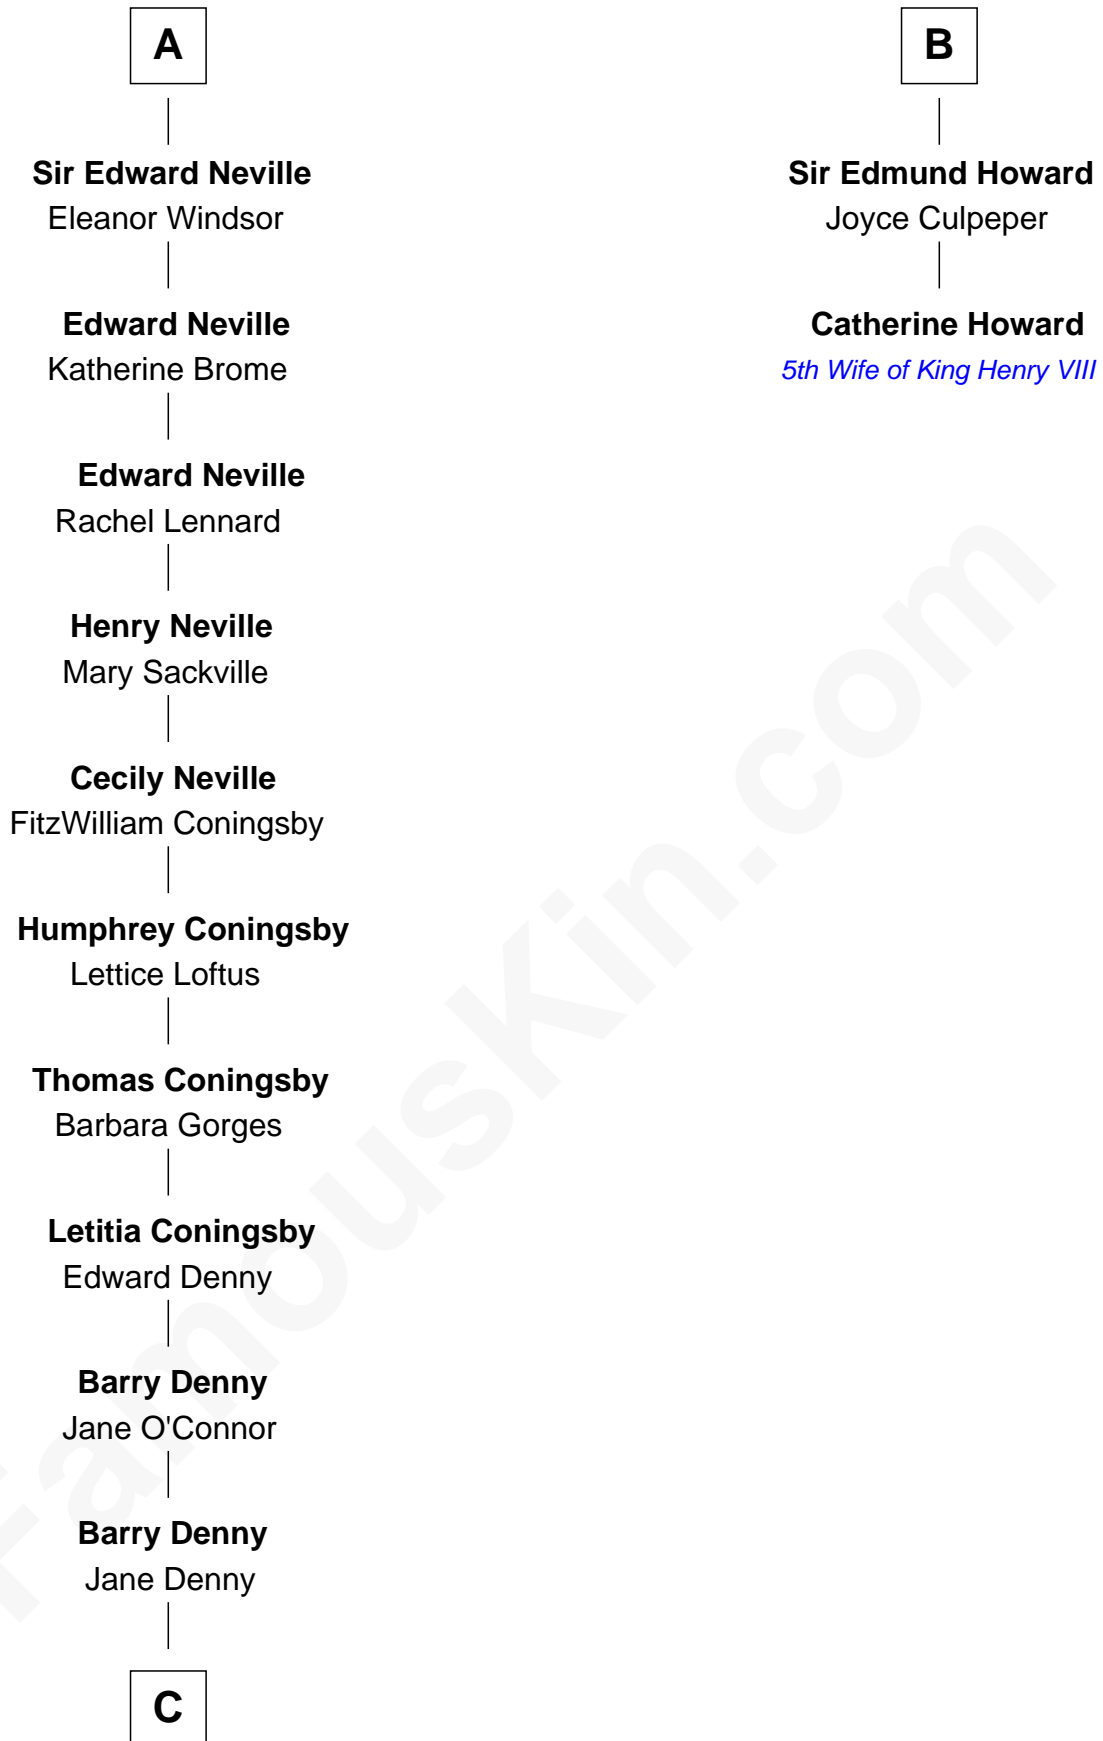 A
Sir Edward Neville
Eleanor Windsor
Edward Neville
Katherine Brome
Edward Neville
Rachel Lennard
Henry Neville
Mary Sackville
Cecily Neville
FitzWilliam Coningsby
Humphrey Coningsby
Lettice Loftus
Thomas Coningsby
Barbara Gorges
Letitia Coningsby
Edward Denny
Barry Denny
Jane O'Connor
Barry Denny
Jane Denny
C
B
Sir Edmund Howard
Joyce Culpeper
Catherine Howard
5th Wife of King Henry VIII
FamousKin.com